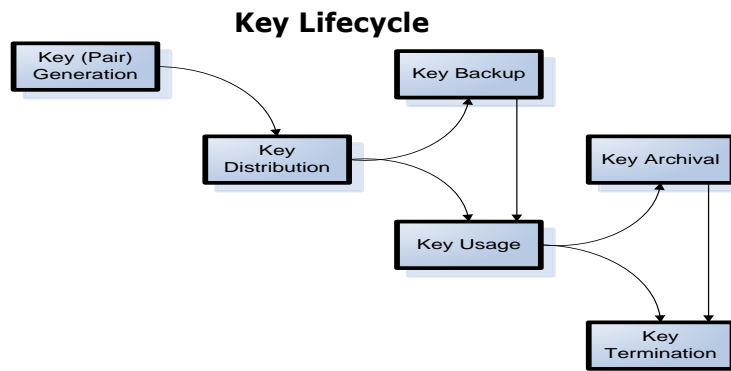 Key Lifecycle
Key (Pair)
Generation
Key Backup
Key
Distribution
Key Archival
Key Usage
Key
Termination